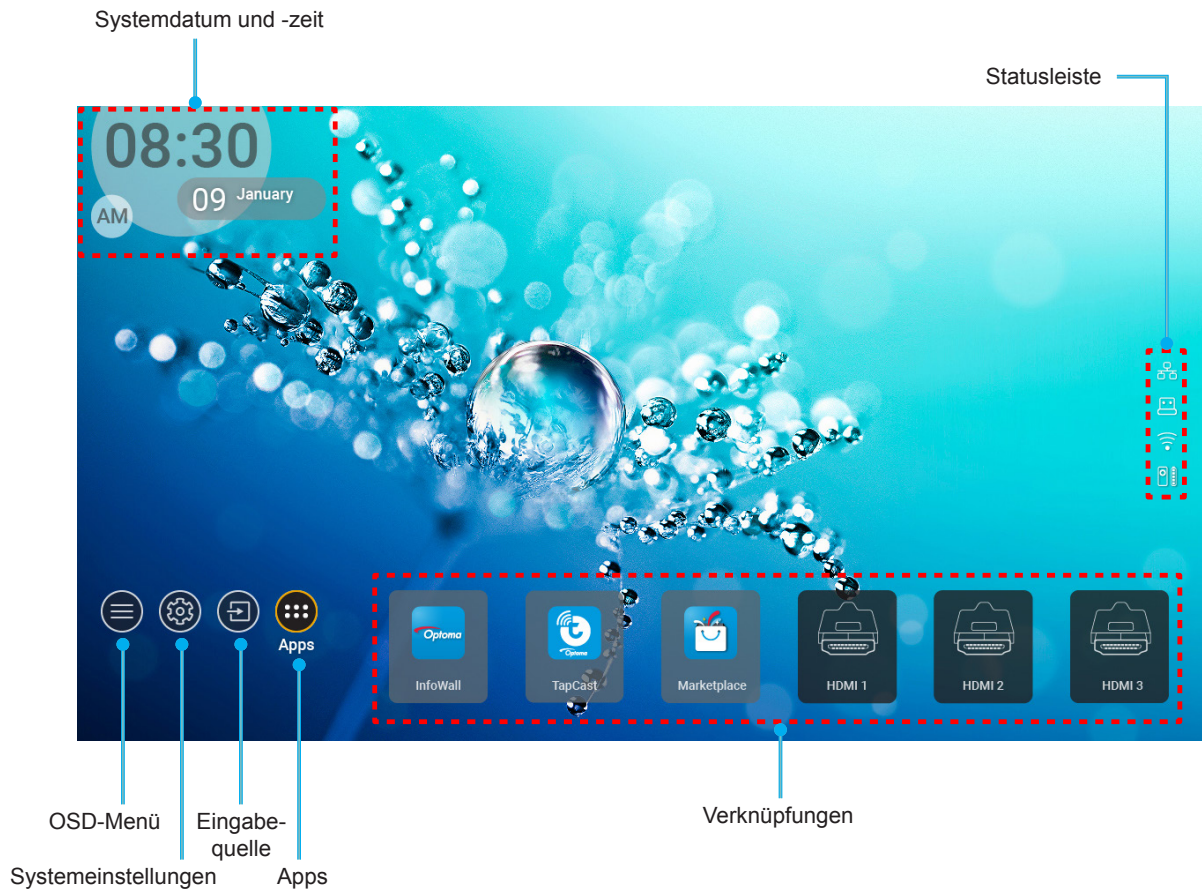 Systemdatum und -zeit
Statusleiste
08:30
09 January
AM
Apps
Optoma
InfoWall
Optoma
TapCast
Marketplace
HDMI 1
HDMI 2
HDMI 3
OSD-Menü
Eingabe-
quelle
Verknüpfungen
Systemeinstellungen
Apps